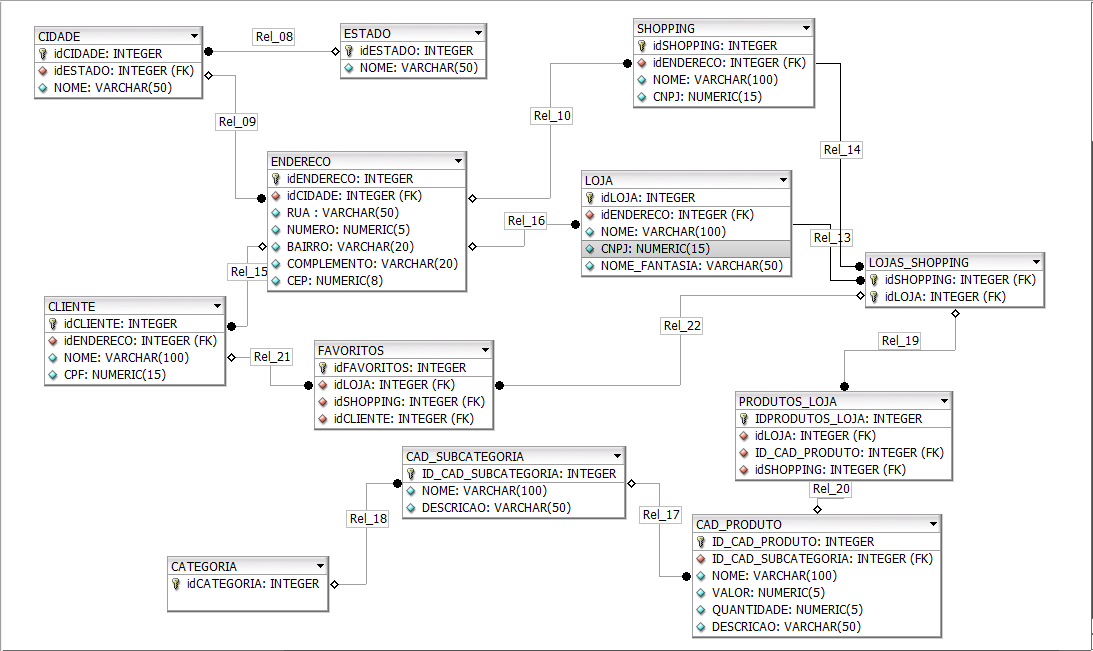 CIDADE
idCIDADE: INTEGER
idESTADO: INTEGER (FK)
NOME: VARCHAR(50)
Rel_08
ESTADO
idESTADO: INTEGER
NOME: VARCHAR(50)
SHOPPING
idSHOPPING: INTEGER
idENDERECO: INTEGER (FK)
NOME: VARCHAR(100)
CNPJ: NUMERIC(15)
Rel_09
Rel_10
Rel_14
ENDERECO
idENDERECO: INTEGER
idCIDADE: INTEGER (FK)
RUA : VARCHAR(50)
NUMERO: NUMERIC(5)
BAIRRO: VARCHAR(20)
COMPLEMENTO: VARCHAR(20)
CEP: NUMERIC(8)
Rel_16
LOJA
idLOJA: INTEGER
idENDERECO: INTEGER (FK)
NOME: VARCHAR(100)
CNPJ: NUMERIC(15)
NOME_FANTASIA: VARCHAR(50)
Rel_13
LOJAS_SHOPPING
idSHOPPING: INTEGER (FK)
idLOJA: INTEGER (FK)
Rel_15
CLIENTE
idCLIENTE: INTEGER
idENDERECO: INTEGER (FK)
NOME: VARCHAR(100)
CPF: NUMERIC(15)
Rel_21
Rel_22
Rel_19
FAVORITOS
idFAVORITOS: INTEGER
idLOJA: INTEGER (FK)
idSHOPPING: INTEGER (FK)
idCLIENTE: INTEGER (FK)
PRODUTOS_LOJA
IDPRODUTOS_LOJA: INTEGER
idLOJA: INTEGER (FK)
ID_CAD_PRODUTO: INTEGER (FK)
idSHOPPING: INTEGER (FK)
Rel_20
CAD_SUBCATEGORIA
ID_CAD_SUBCATEGORIA: INTEGER
NOME: VARCHAR(100)
DESCRICAO: VARCHAR(50)
Rel_18
Rel_17
CAD_PRODUTO
ID_CAD_PRODUTO: INTEGER
ID_CAD_SUBCATEGORIA: INTEGER (FK)
NOME: VARCHAR(100)
VALOR: NUMERIC(5)
QUANTIDADE: NUMERIC(5)
DESCRICAO: VARCHAR(50)
CATEGORIA
idCATEGORIA: INTEGER